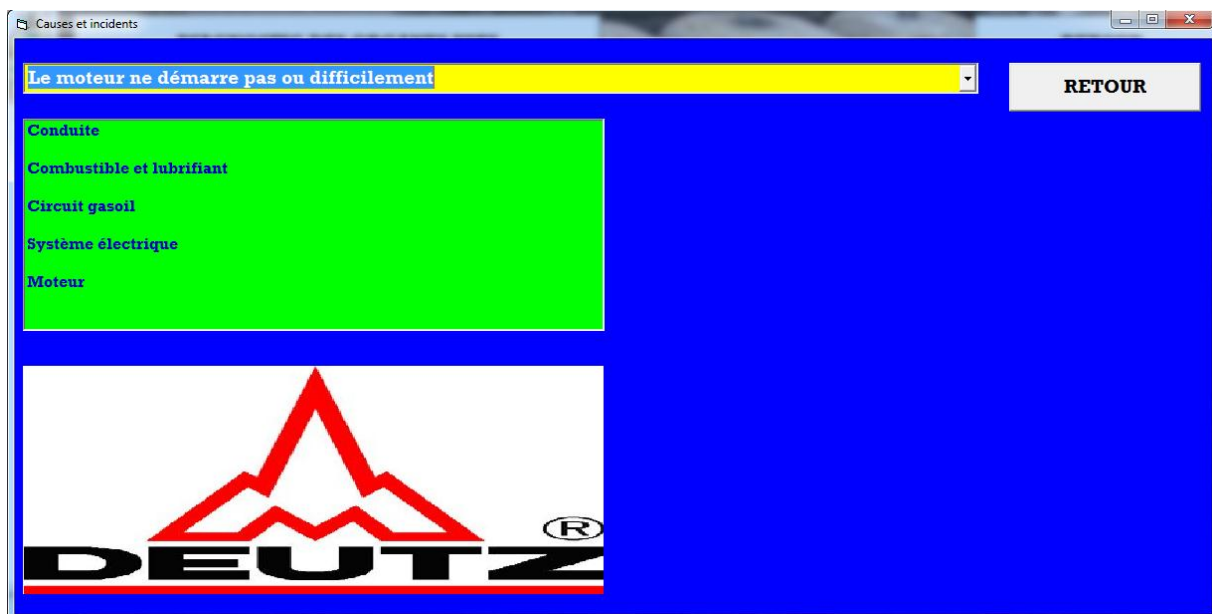 Causes et incidents
Le moteur ne démarre pas ou difficilement
RETOUR
Conduite
Combustible et lubrifiant
Circuit gasoil
Système électrique
Moteur
®
DEUTZ